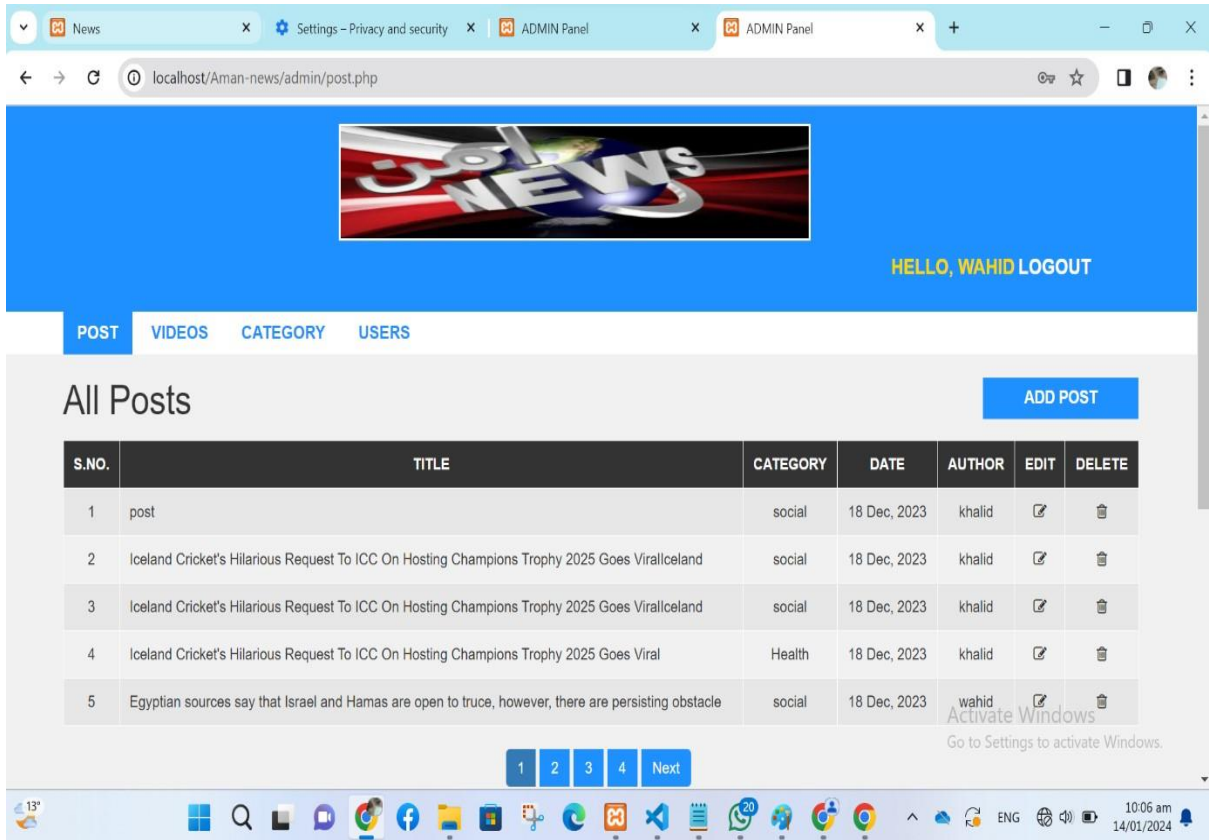 News
Settings – Privacy and security
ADMIN Panel
ADMIN Panel
localhost/Aman-news/admin/post.php
امن
NEWS
HELLO, WAHID LOGOUT
POST VIDEOS CATEGORY USERS
All Posts
ADD POST
S.NO. TITLE CATEGORY DATE AUTHOR EDIT DELETE
1 post social 18 Dec, 2023 khalid
2 Iceland Cricket's Hilarious Request To ICC On Hosting Champions Trophy 2025 Goes ViralIceland social 18 Dec, 2023 khalid
3 Iceland Cricket's Hilarious Request To ICC On Hosting Champions Trophy 2025 Goes ViralIceland social 18 Dec, 2023 khalid
4 Iceland Cricket's Hilarious Request To ICC On Hosting Champions Trophy 2025 Goes Viral Health 18 Dec, 2023 khalid
5 Egyptian sources say that Israel and Hamas are open to truce, however, there are persisting obstacle social 18 Dec, 2023 wahid
Activate Windows
Go to Settings to activate Windows.
1 2 3 4 Next
13°
20
ENG
10:06 am
14/01/2024